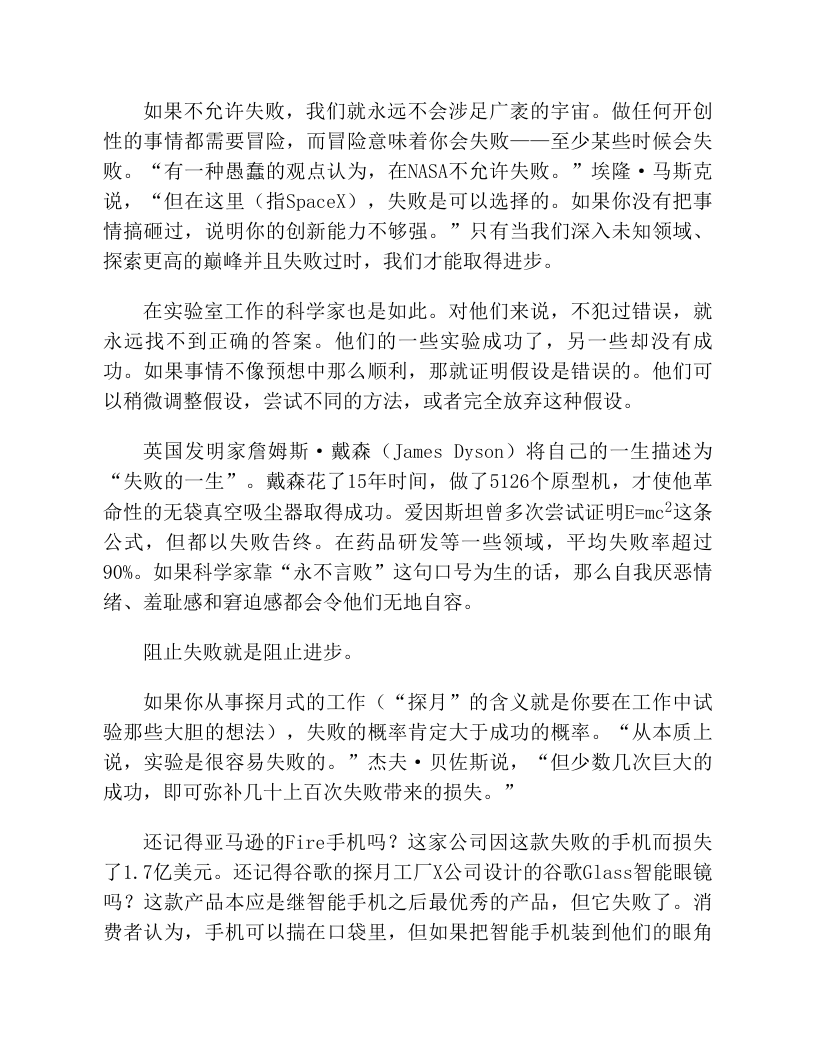 如果不允许失败，我们就永远不会涉足广袤的宇宙。做任何开创
性的事情都需要冒险，而冒险意味着你会失败——至少某些时候会失
败。“有一种愚蠢的观点认为，在NASA不允许失败。”埃隆·马斯克
说，“但在这里（指SpaceX），失败是可以选择的。如果你没有把事
情搞砸过，说明你的创新能力不够强。”只有当我们深入未知领域、
探索更高的巅峰并且失败过时，我们才能取得进步。
在实验室工作的科学家也是如此。对他们来说，不犯过错误，就
永远找不到正确的答案。他们的一些实验成功了，另一些却没有成
功。如果事情不像预想中那么顺利，那就证明假设是错误的。他们可
以稍微调整假设，尝试不同的方法，或者完全放弃这种假设。
英国发明家詹姆斯·戴森（James Dyson）将自己的一生描述为
“失败的一生”。戴森花了15年时间，做了5126个原型机，才使他革
命性的无袋真空吸尘器取得成功。爱因斯坦曾多次尝试证明E=mc²这条
公式，但都以失败告终。在药品研发等一些领域，平均失败率超过
90%。如果科学家靠“永不言败”这句口号为生的话，那么自我厌恶情
绪、羞耻感和窘迫感都会令他们无地自容。
阻止失败就是阻止进步。
如果你从事探月式的工作（“探月”的含义就是你要在工作中试
验那些大胆的想法），失败的概率肯定大于成功的概率。“从本质上
说，实验是很容易失败的。”杰夫·贝佐斯说，“但少数几次巨大的
成功，即可弥补几十上百次失败带来的损失。”
还记得亚马逊的Fire手机吗？这家公司因这款失败的手机而损失
了1.7亿美元。还记得谷歌的探月工厂X公司设计的谷歌Glass智能眼镜
吗？这款产品本应是继智能手机之后最优秀的产品，但它失败了。消
费者认为，手机可以揣在口袋里，但如果把智能手机装到他们的眼角